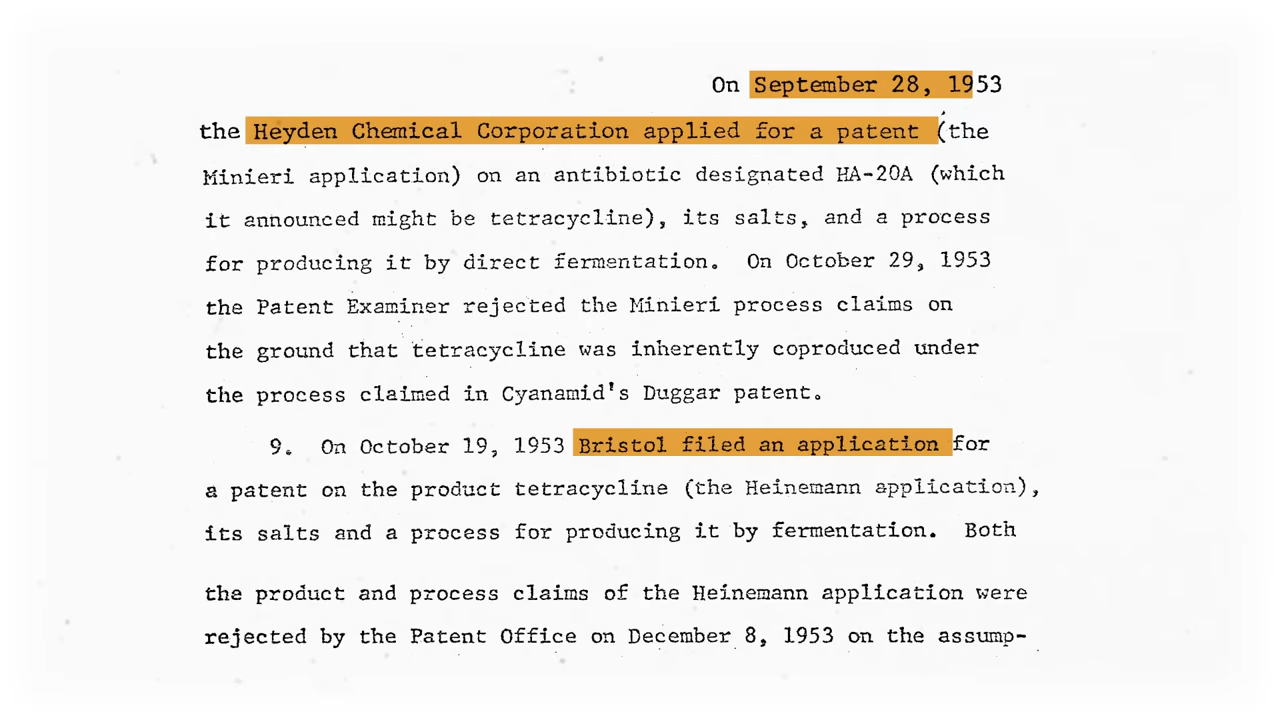 On September 28, 1953
the Heyden Chemical Corporation applied for a patent (the
Minieri application) on an antibiotic designated HA-20A (which
it announced might be tetracycline), its salts, and a process
for producing it by direct fermentation. On October 29, 1953
the Patent Examiner rejected the Minieri process claims on
the ground that tetracycline was inherently coproduced under
the process claimed in Cyanamid's Duggar patent.
9. On October 19, 1953 Bristol filed an application for
a patent on the product tetracycline (the Heinemann application),
its salts and a process for producing it by fermentation. Both
the product and process claims of the Heinemann application were
rejected by the Patent Office on December 8, 1953 on the assump-